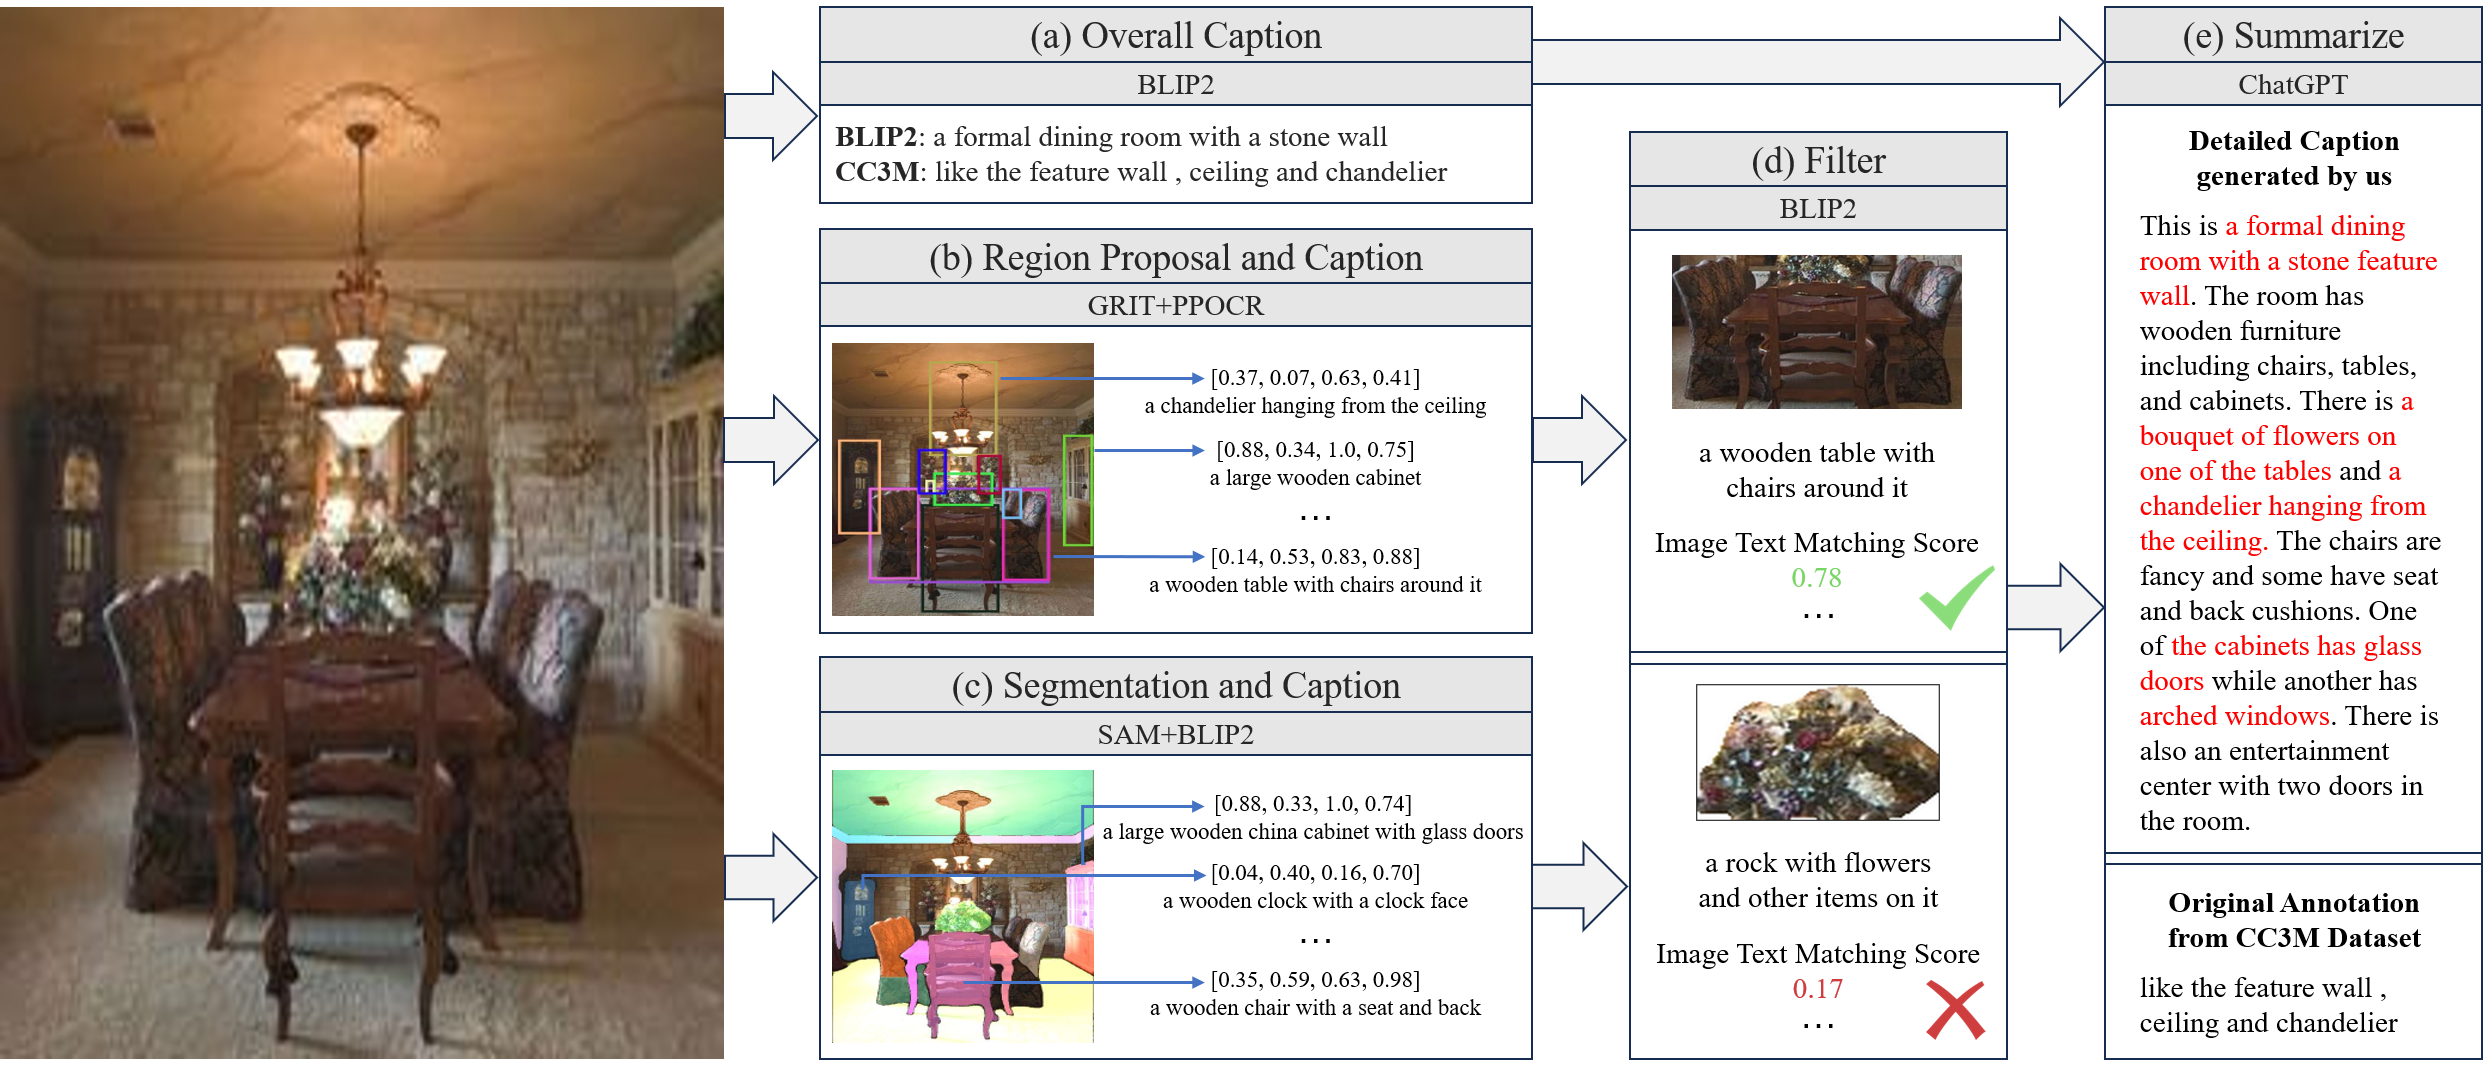 (a) Overall Caption
BLIP2
BLIP2: a formal dining room with a stone wall
CC3M: like the feature wall , ceiling and chandelier
(b) Region Proposal and Caption
GRIT+PPOCR
[0.37, 0.07, 0.63, 0.41]
a chandelier hanging from the ceiling
[0.88, 0.34, 1.0, 0.75]
a large wooden cabinet
...
[0.14, 0.53, 0.83, 0.88]
a wooden table with chairs around it
(c) Segmentation and Caption
SAM+BLIP2
[0.88, 0.33, 1.0, 0.74]
a large wooden china cabinet with glass doors
[0.04, 0.40, 0.16, 0.70]
a wooden clock with a clock face
...
[0.35, 0.59, 0.63, 0.98]
a wooden chair with a seat and back
(d) Filter
BLIP2
a wooden table with
chairs around it
Image Text Matching Score
0.78
...
a rock with flowers
and other items on it
Image Text Matching Score
0.17
...
(e) Summarize
ChatGPT
Detailed Caption
generated by us
This is a formal dining
room with a stone feature
wall. The room has
wooden furniture
including chairs, tables,
and cabinets. There is a
bouquet of flowers on
one of the tables and a
chandelier hanging from
the ceiling. The chairs are
fancy and some have seat
and back cushions. One
of the cabinets has glass
doors while another has
arched windows. There is
also an entertainment
center with two doors in
the room.
Original Annotation
from CC3M Dataset
like the feature wall ,
ceiling and chandelier